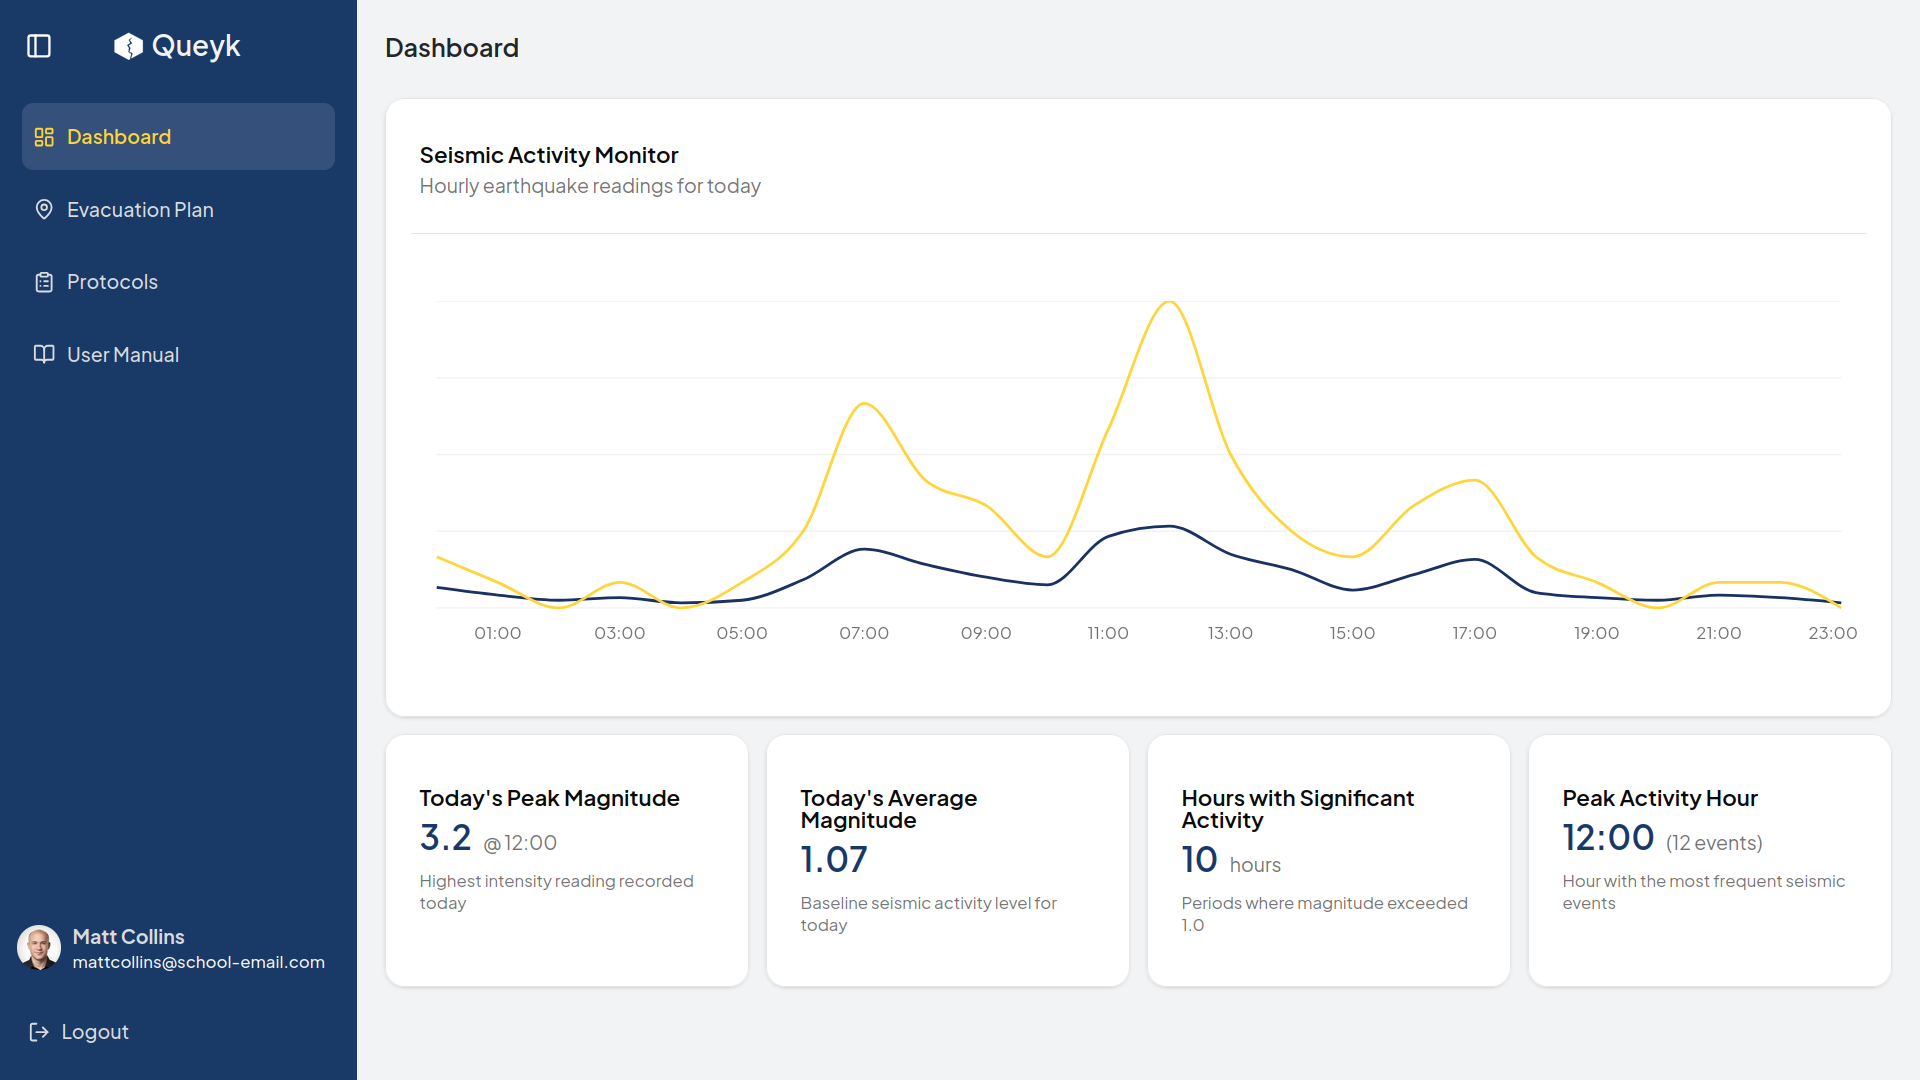 Queyk
Dashboard
Evacuation Plan
Protocols
User Manual
Matt Collins
mattcollins@school-email.com
Logout
Dashboard
Seismic Activity Monitor
Hourly earthquake readings for today
01:00 03:00 05:00 07:00 09:00 11:00 13:00 15:00 17:00 19:00 21:00 23:00
Today's Peak Magnitude
3.2 @ 12:00
Highest intensity reading recorded
today
Today's Average
Magnitude
1.07
Baseline seismic activity level for
today
Hours with Significant
Activity
10 hours
Periods where magnitude exceeded
1.0
Peak Activity Hour
12:00 (12 events)
Hour with the most frequent seismic
events